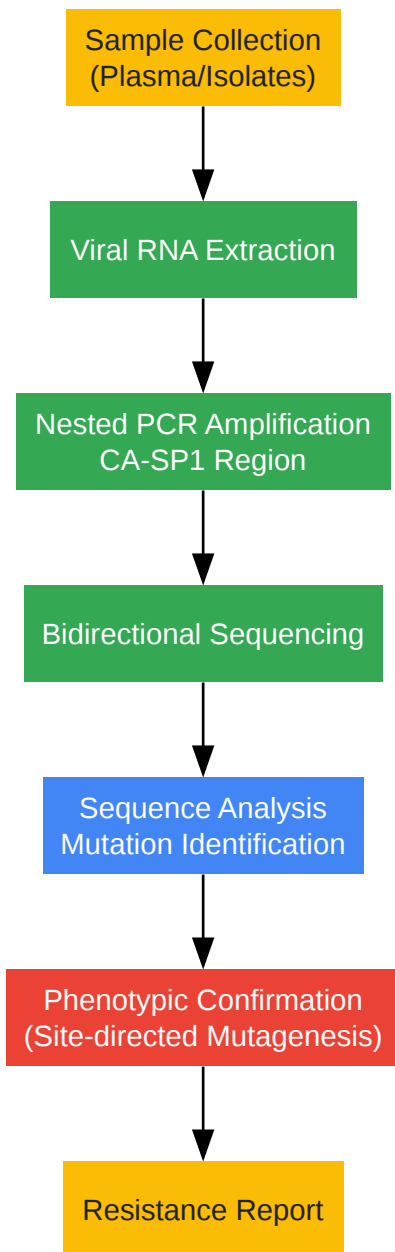 Sample Collection
(Plasma/Isolates)
Viral RNA Extraction
Nested PCR Amplification
CA-SP1 Region
Bidirectional Sequencing
Sequence Analysis
Mutation Identification
Phenotypic Confirmation
(Site-directed Mutagenesis)
Resistance Report